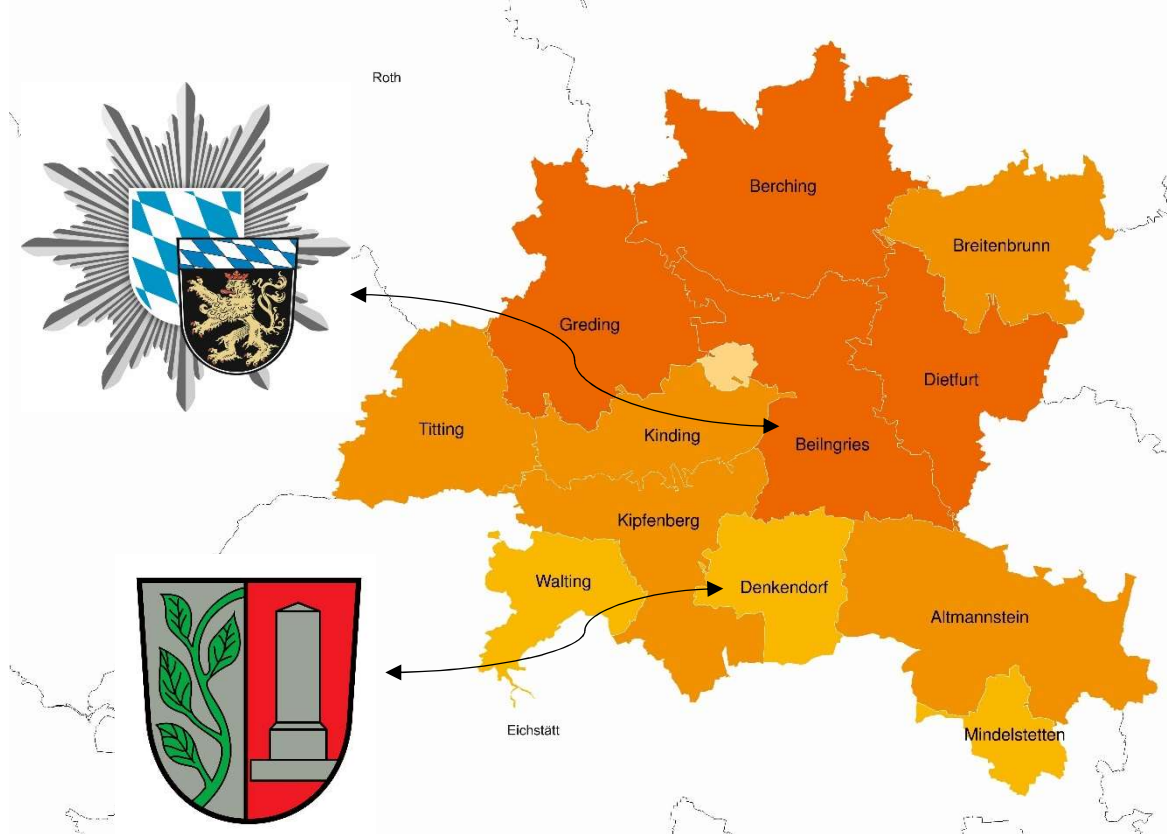 Roth
Berching
Breitenbrunn
Greding
Dietfurt
Titting
Kinding
Beilngries
Kipfenberg
Walting
Denkendorf
Altmannstein
Eichstätt
Mindelstetten